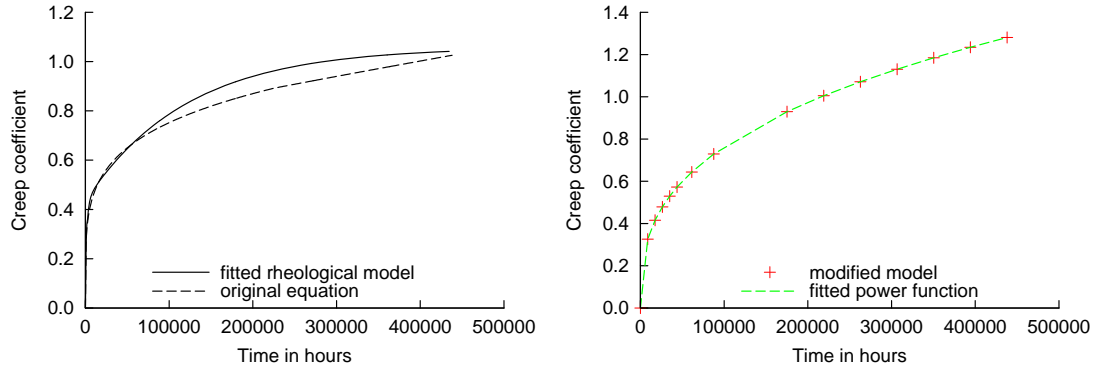 1.2
1.0
0.8
0.6
0.4
0.2
0.0
Creep coefficient
fitted rheological model
original equation
0 100000 200000 300000 400000 500000
Time in hours
1.4
1.2
1.0
0.8
0.6
0.4
0.2
0.0
Creep coefficient
modified model
fitted power function
0 100000 200000 300000 400000 500000
Time in hours